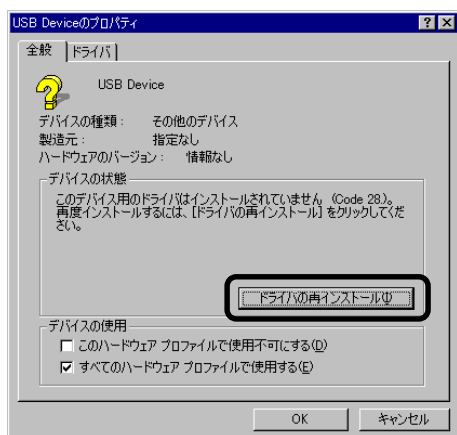 USB Deviceのプロパティ
全般
ドライバ
USB Device
デバイスの種類： その他のデバイス
製造元： 指定なし
ハードウェアのバージョン： 情報なし
デバイスの状態
このデバイス用のドライバはインストールされていません (Code 28.)。
再度インストールするには、[ドライバの再インストール] をクリックしてくだ
さい。
ドライバの再インストール(I)
デバイスの使用
このハードウェア プロファイルで使用不可にする(D)
すべてのハードウェア プロファイルで使用する(E)
OK
キャンセル